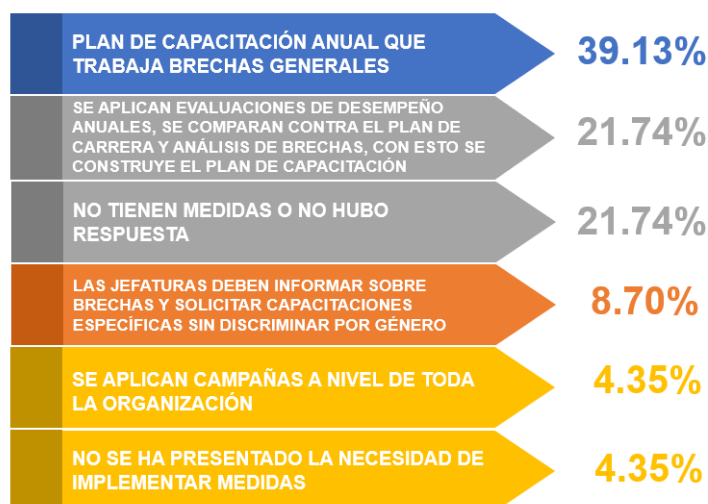 PLAN DE CAPACITACIÓN ANUAL QUE
TRABAJA BRECHAS GENERALES
39.13%
SE APLICAN EVALUACIONES DE DESEMPEÑO
ANUALES, SE COMPARAN CONTRA EL PLAN DE
CARRERA Y ANÁLISIS DE BRECHAS, CON ESTO SE
CONSTRUYE EL PLAN DE CAPACITACIÓN
21.74%
NO TIENEN MEDIDAS O NO HUBO
RESPUESTA
21.74%
LAS JEFATURAS DEBEN INFORMAR SOBRE
BRECHAS Y SOLICITAR CAPACITACIONES
ESPECÍFICAS SIN DISCRIMINAR POR GÉNERO
8.70%
SE APLICAN CAMPAÑAS A NIVEL DE TODA
LA ORGANIZACIÓN
4.35%
NO SE HA PRESENTADO LA NECESIDAD DE
IMPLEMENTAR MEDIDAS
4.35%